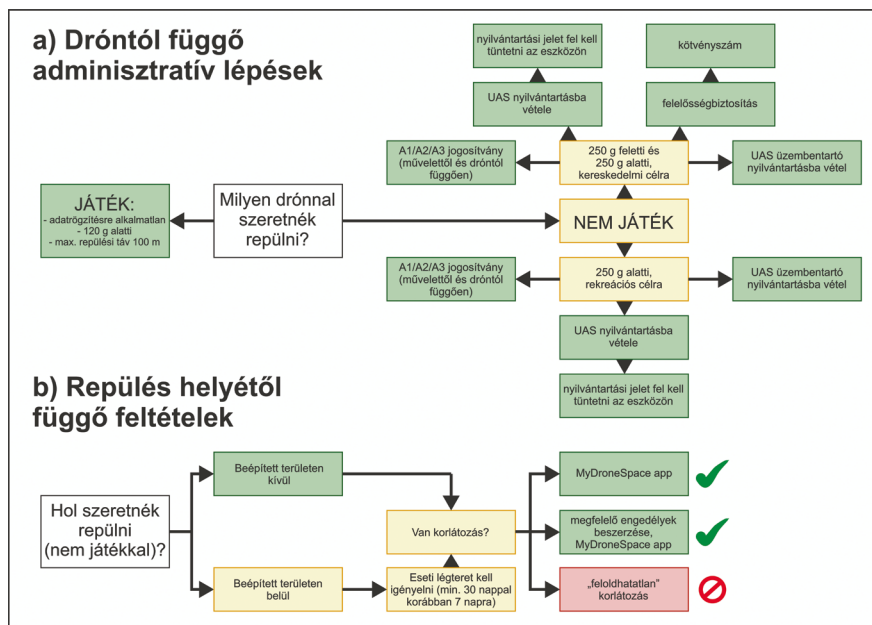 a) Dróntól függő
adminisztratív lépések
nyilvántartási jelet fel kell
tüntetni az eszközön
kötvényszám
UAS nyilvántartásba
vétele
felelősségbiztosítás
A1/A2/A3 jogosítvány
(művelettől és dróntól
függően)
250 g feletti és
250 g alatti,
kereskedelmi célra
UAS üzembentartó
nyilvántartásba vétel
JÁTÉK:
- adatrögzítésre alkalmatlan
- 120 g alatti
- max. repülési táv 100 m
Milyen drónnal
szeretnék
repülni?
NEM JÁTÉK
A1/A2/A3 jogosítvány
(művelettől és dróntól
függően)
250 g alatti,
rekreációs célra
UAS üzembentartó
nyilvántartásba vétel
UAS nyilvántartásba
vétele
nyilvántartási jelet fel kell
tüntetni az eszközön
b) Repülés helyétől
függő feltételek
Beépített területen
kívül
MyDroneSpace app
Hol szeretnék
repülni
(nem játékkal)?
Van korlátozás?
megfelelő engedélyek
beszerzése,
MyDroneSpace app
Beépített területen
belül
Eseti légteret kell
igényelni (min. 30 nappal
korábban 7 napra)
„feloldhatatlan”
korlátozás